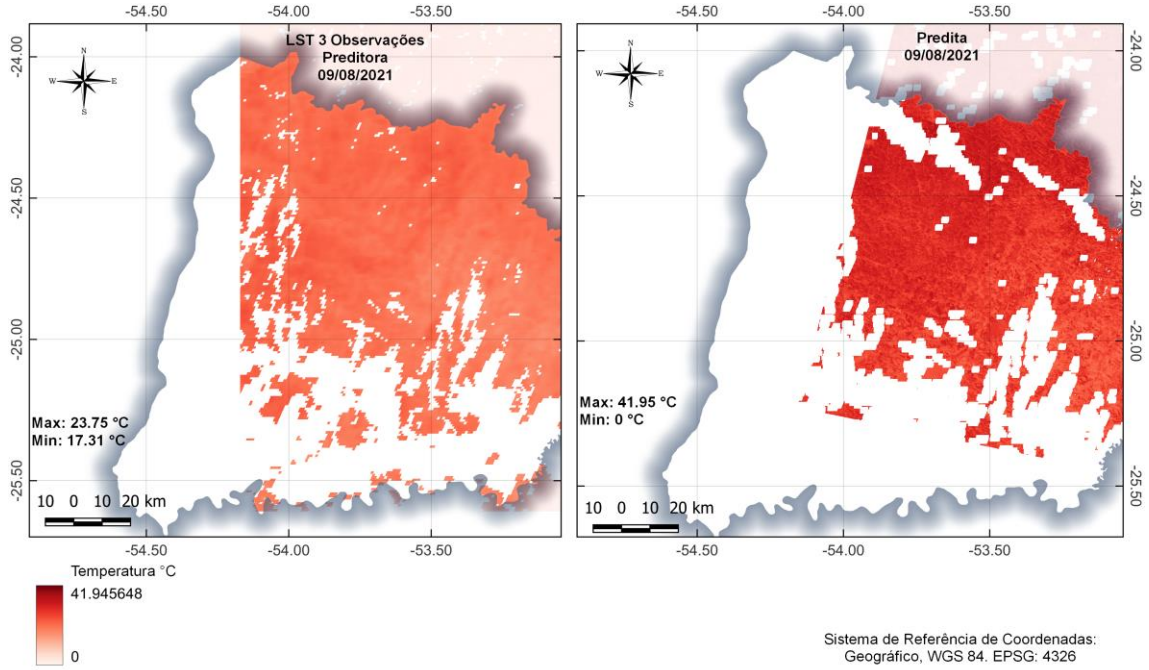 -54.50 -54.00 -53.50
-54.50 -54.00 -53.50
LST 3 Observações
Preditora
09/08/2021
Predita
09/08/2021
N
W E
S
N
W E
S
-24.00
-24.50
-25.00
-25.50
-24.00
-24.50
-25.00
-25.50
Max: 23.75 °C
Min: 17.31 °C
Max: 41.95 °C
Min: 0 °C
10 0 10 20 km
10 0 10 20 km
-54.50 -54.00 -53.50
-54.50 -54.00 -53.50
Temperatura °C
41.945648
0
Sistema de Referência de Coordenadas:
Geográfico, WGS 84. EPSG: 4326